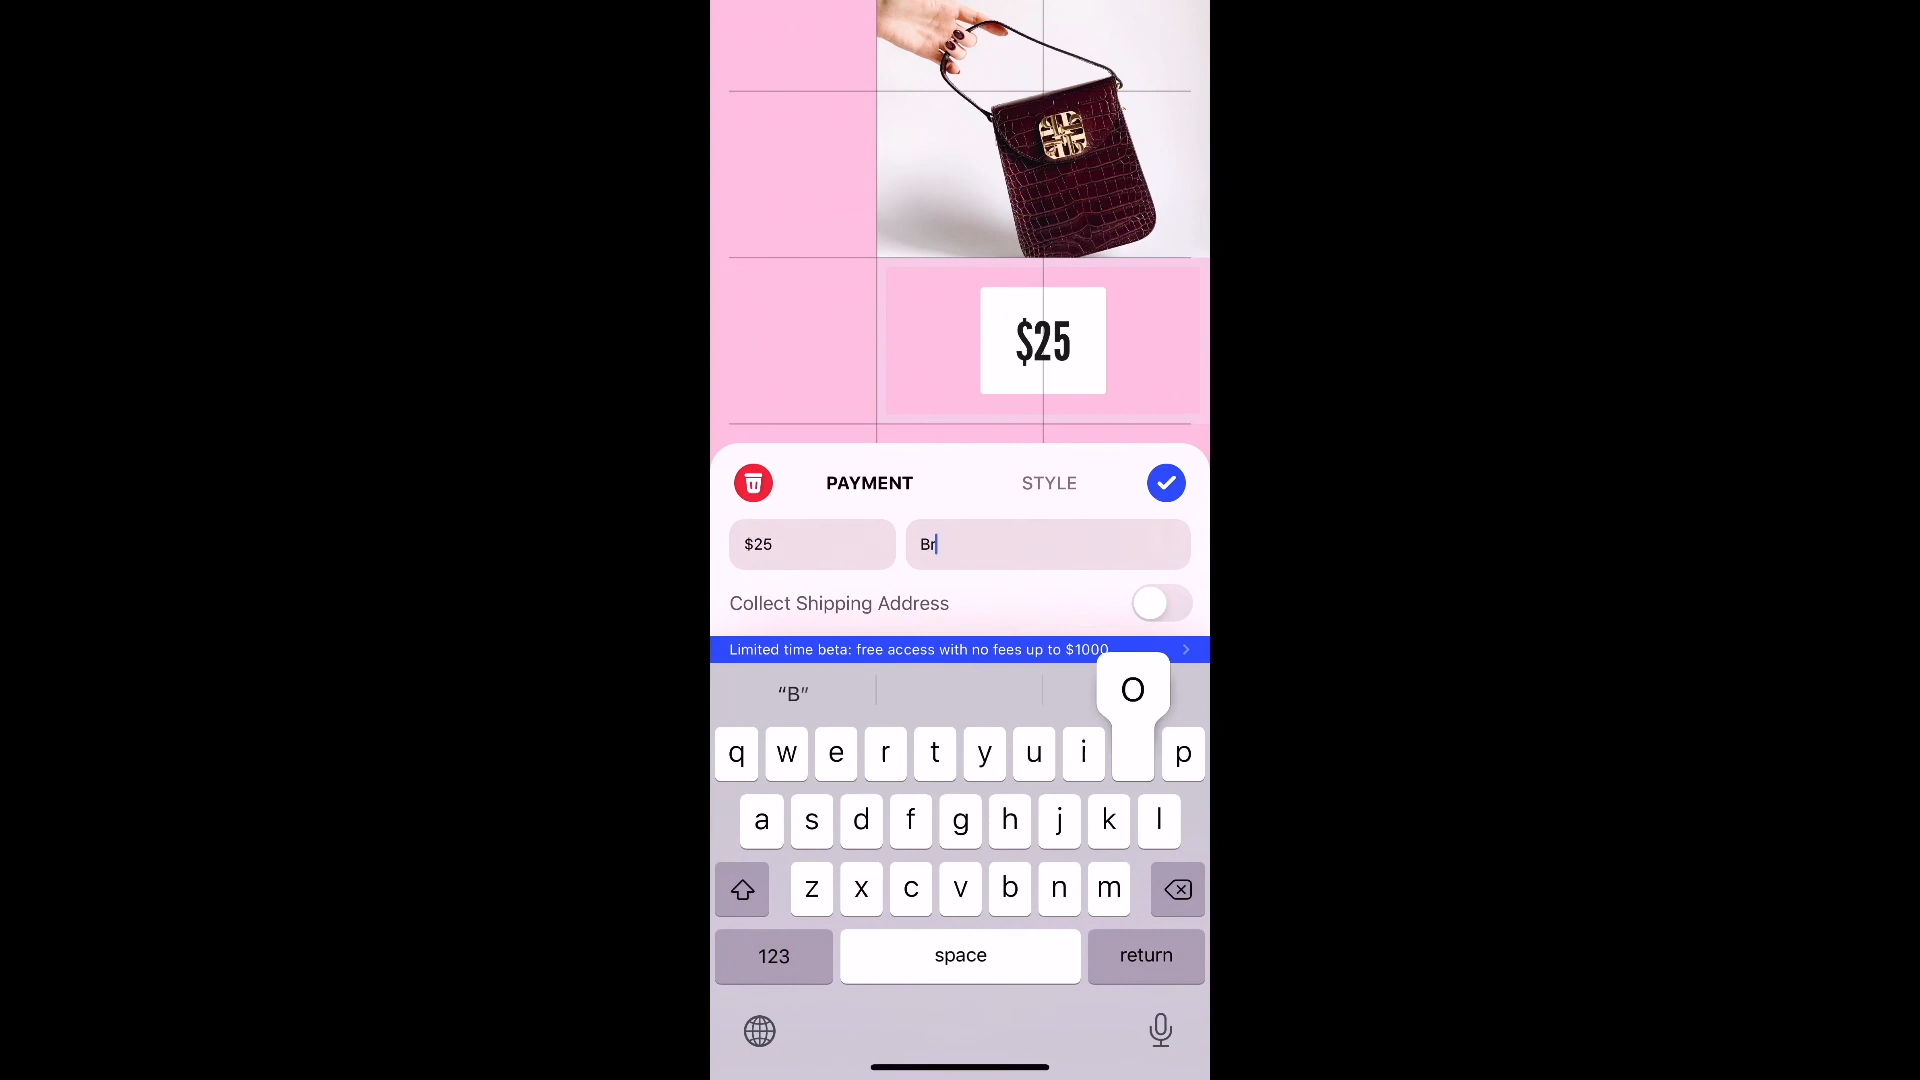 $25
PAYMENT STYLE
$25 Br
Collect Shipping Address
Limited time beta: free access with no fees up to $1000
“B”
O
q w e r t y u i p
a s d f g h j k l
z x c v b n m
123 space return